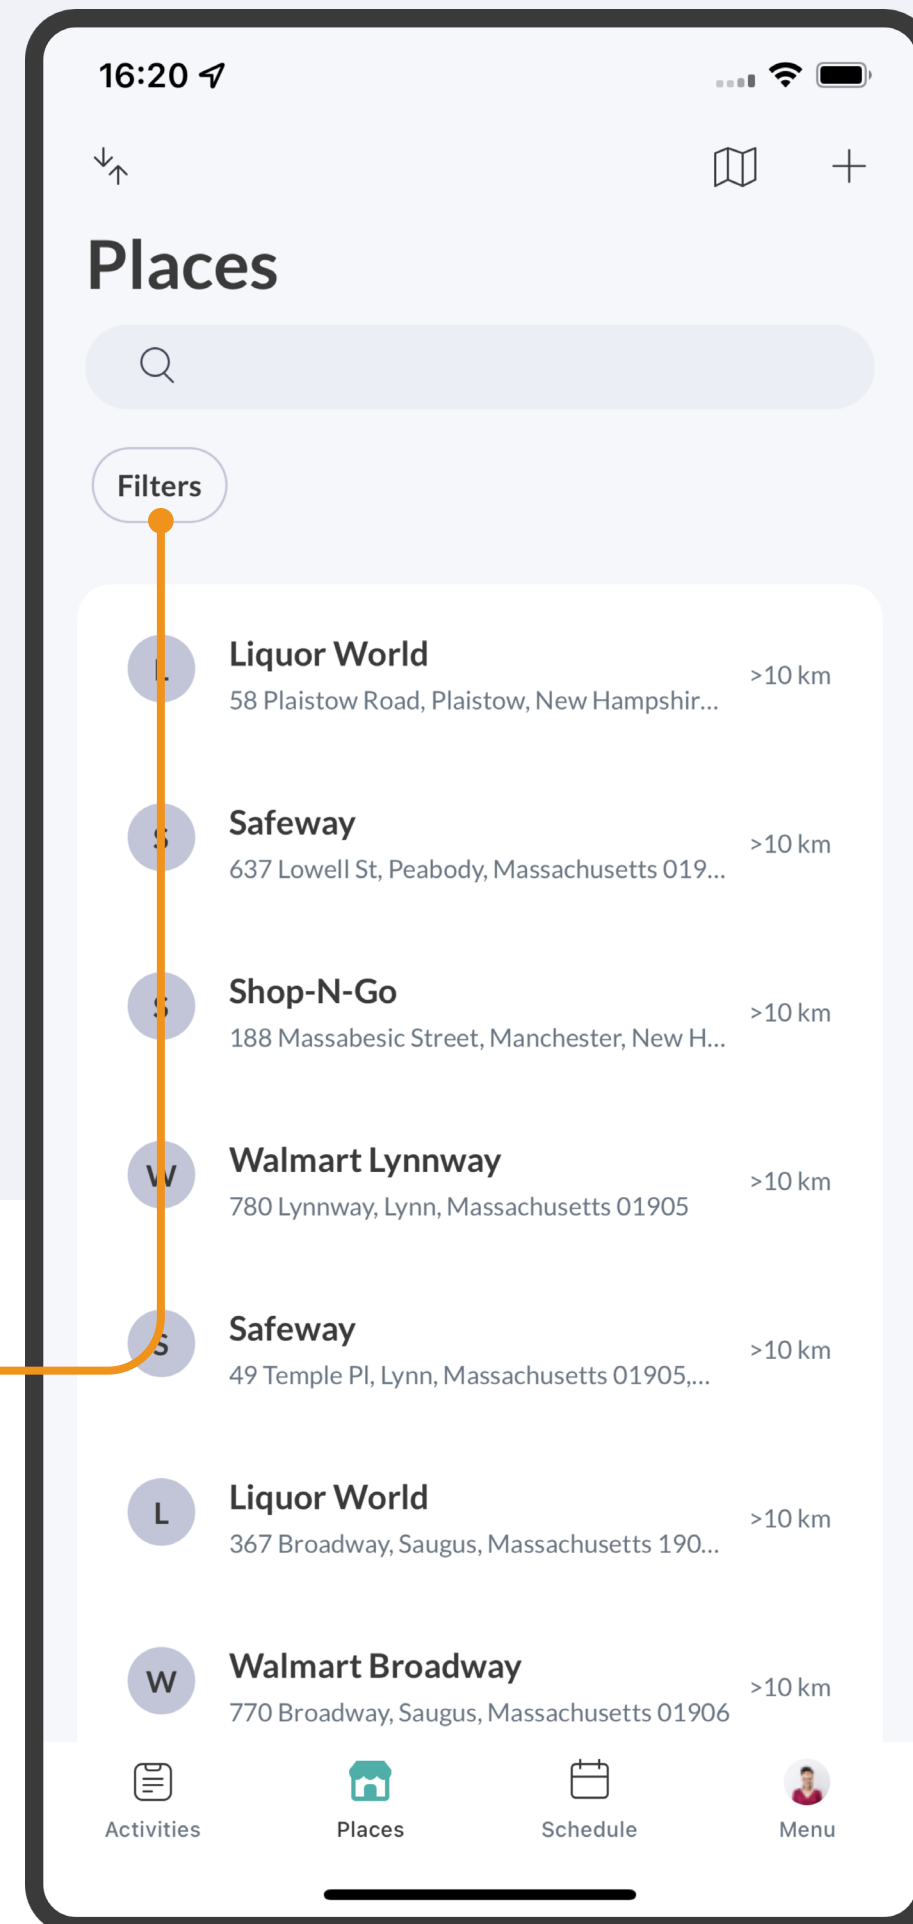 16:20
Places
Filters
L
Liquor World
58 Plaistow Road, Plaistow, New Hampshir...
>10 km
S
Safeway
637 Lowell St, Peabody, Massachusetts 019...
>10 km
S
Shop-N-Go
188 Massabesic Street, Manchester, New H...
>10 km
W
Walmart Lynnway
780 Lynnway, Lynn, Massachusetts 01905
>10 km
S
Safeway
49 Temple Pl, Lynn, Massachusetts 01905,...
>10 km
L
Liquor World
367 Broadway, Saugus, Massachusetts 190...
>10 km
W
Walmart Broadway
770 Broadway, Saugus, Massachusetts 01906
>10 km
Activities
Places
Schedule
Menu